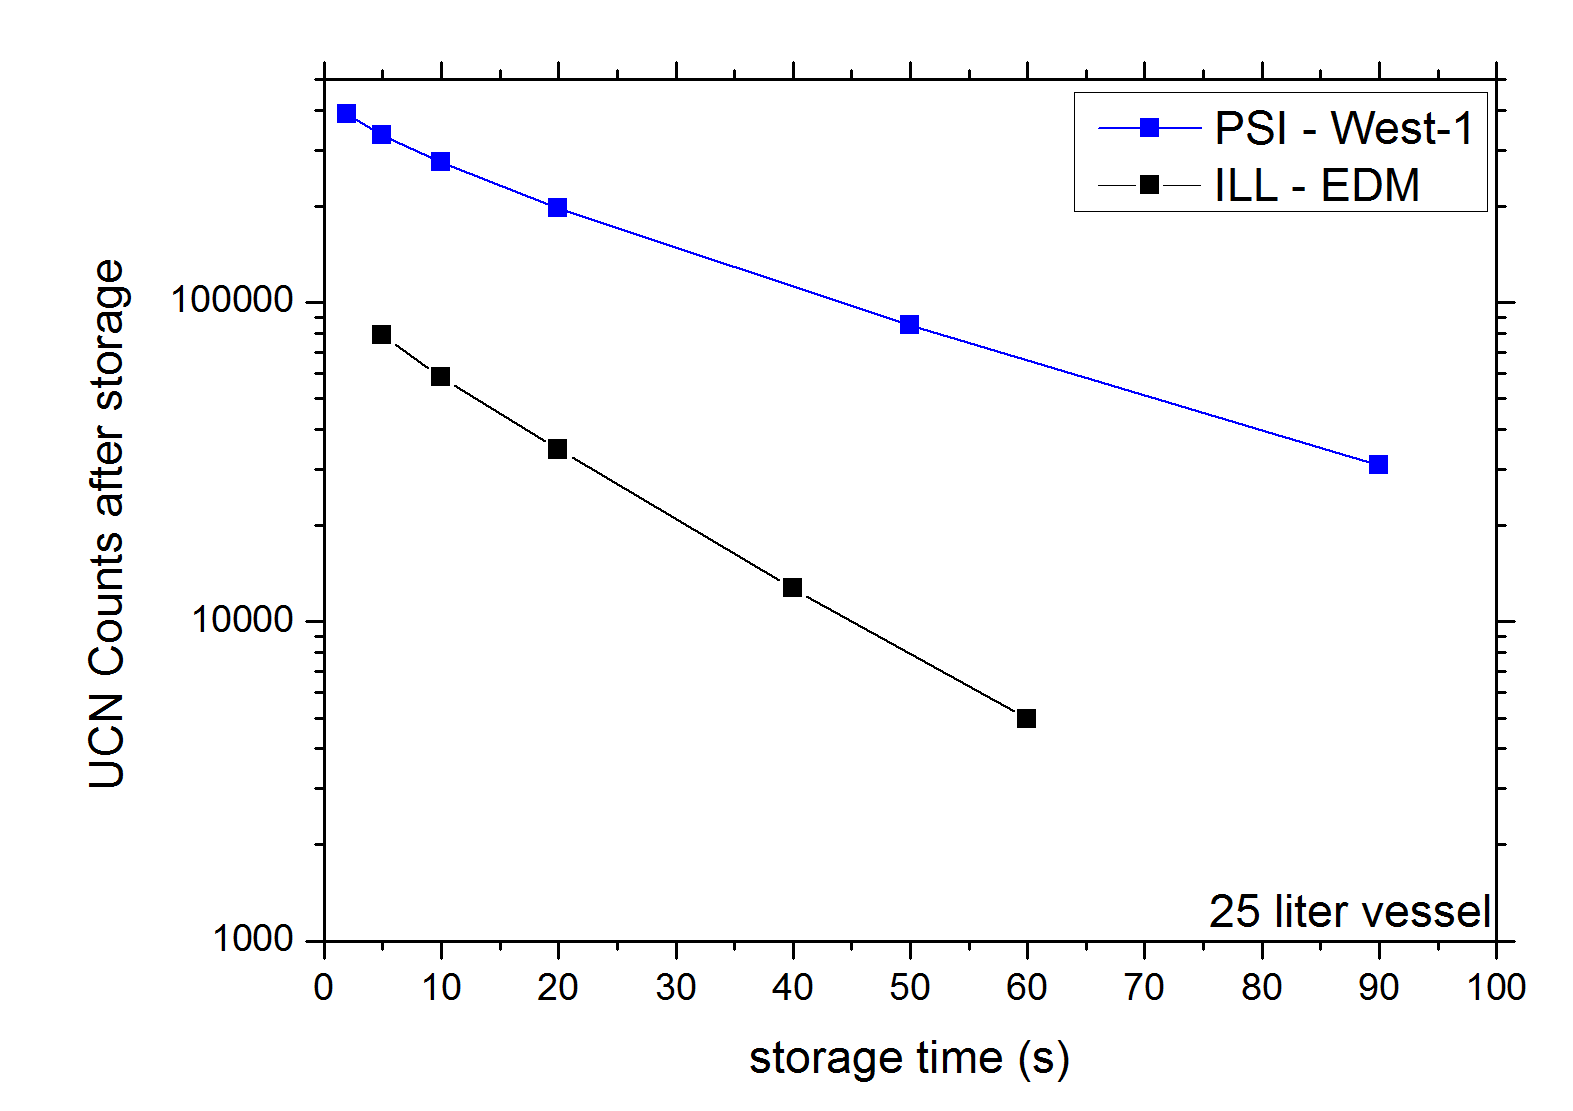 PSI - West-1
ILL - EDM
UCN Counts after storage
100000
10000
1000
25 liter vessel
0 10 20 30 40 50 60 70 80 90 100
storage time (s)